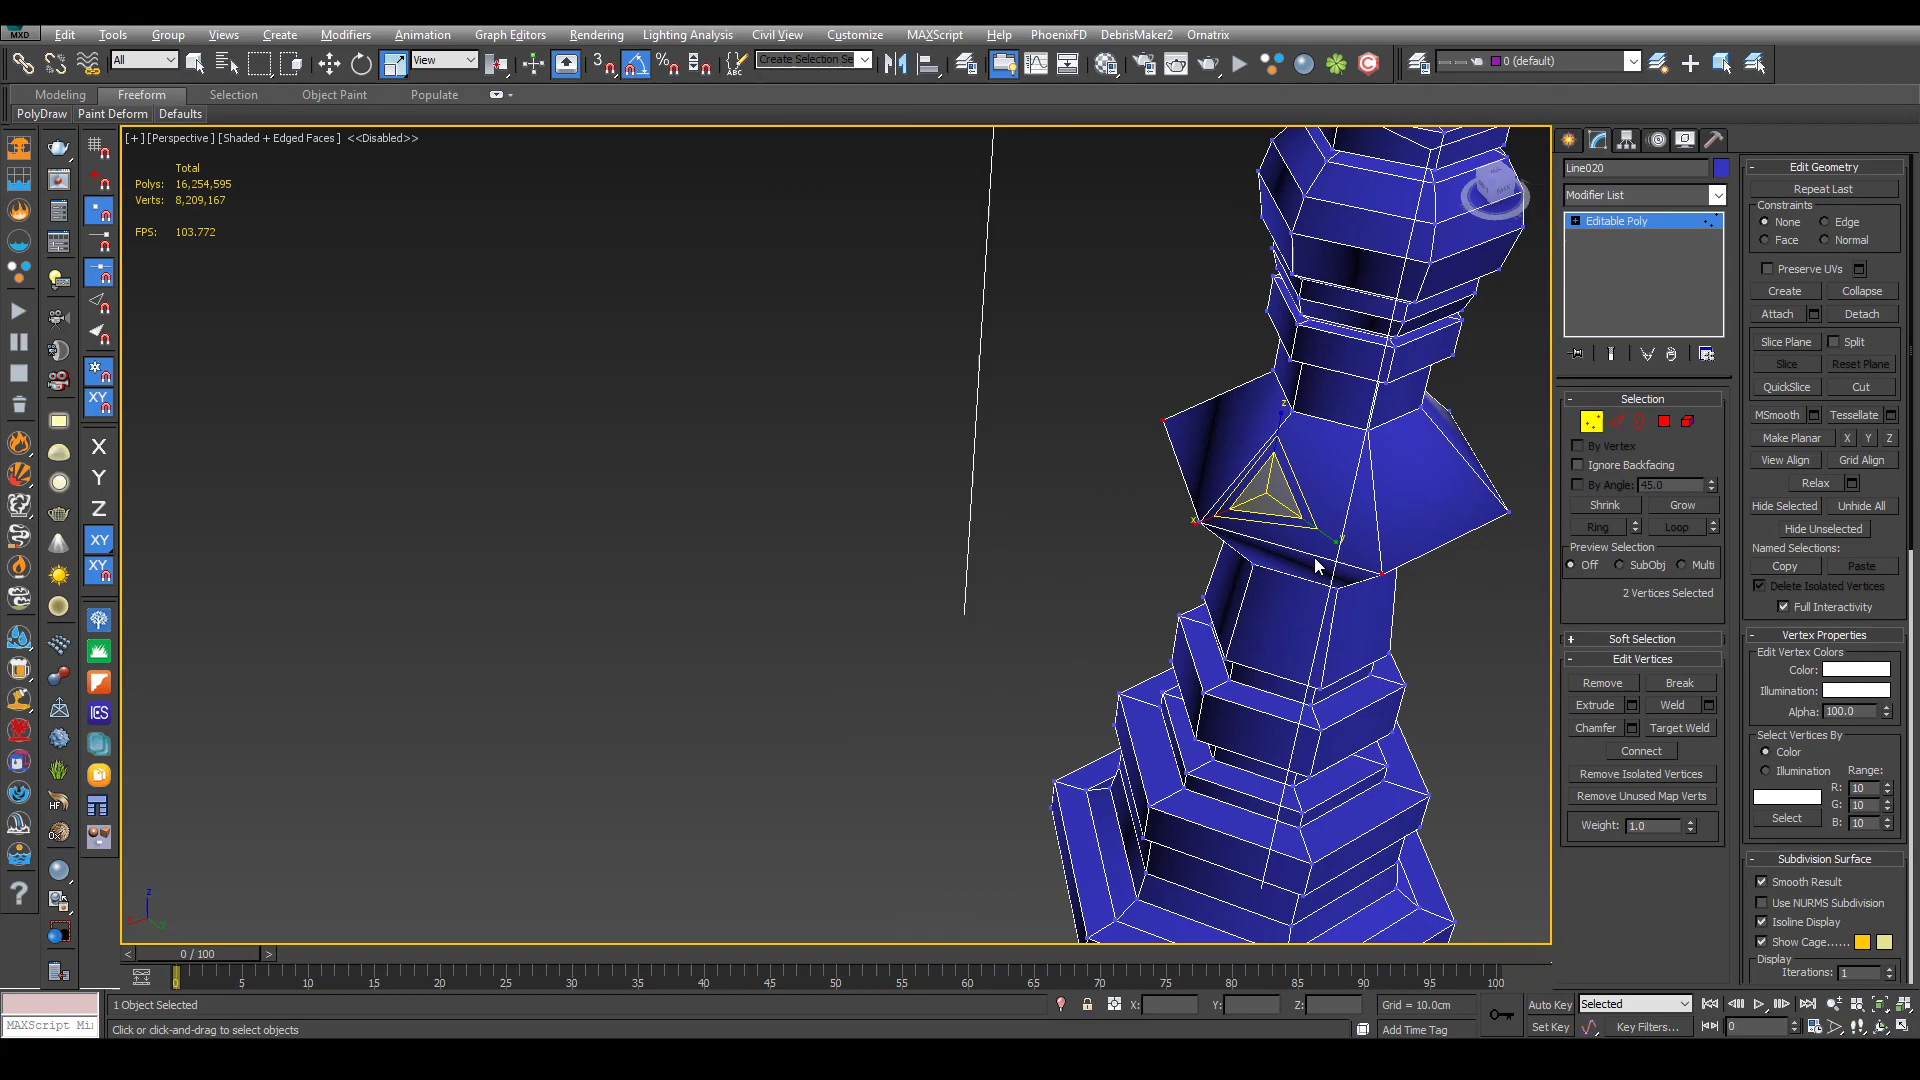 MXD Edit Tools Group Views Create Modifiers Animation Graph Editors Rendering Lighting Analysis Civil View Customize MAXScript Help PhoenixFD DebrisMaker2 Ornatrix
All View 3 Create Selection Se 0 (default)
Modeling Freeform Selection Object Paint Populate
PolyDraw Paint Deform Defaults
[+] [Perspective ] [Shaded + Edged Faces ] <<Disabled>>
Total
Polys: 16,254,595
Verts: 8,209,167
FPS: 103.772
X
Y
Z
XY
XY
XY
IES
HF
z
x
Line020
Modifier List
Editable Poly
Selection
By Vertex
Ignore Backfacing
By Angle: 45.0
Shrink Grow
Ring Loop
Preview Selection
Off SubObj Multi
2 Vertices Selected
Soft Selection
Edit Vertices
Remove Break
Extrude Weld
Chamfer Target Weld
Connect
Remove Isolated Vertices
Remove Unused Map Verts
Weight: 1.0
Edit Geometry
Repeat Last
Constraints
None Edge
Face Normal
Preserve UVs
Create Collapse
Attach Detach
Slice Plane Split
Slice Reset Plane
QuickSlice Cut
MSmooth Tessellate
Make Planar X Y Z
View Align Grid Align
Relax
Hide Selected Unhide All
Hide Unselected
Named Selections:
Copy Paste
Delete Isolated Vertices
Full Interactivity
Vertex Properties
Edit Vertex Colors
Color:
Illumination:
Alpha: 100.0
Select Vertices By
Color
Illumination Range:
R: 10
G: 10
B: 10
Select
Subdivision Surface
Smooth Result
Use NURMS Subdivision
Isoline Display
Show Cage......
Display
Iterations: 1
< 0 / 100 >
0 5 10 15 20 25 30 35 40 45 50 55 60 65 70 75 80 85 90 95 100
1 Object Selected X: Y: Z: Grid = 10.0cm Auto Key Selected
MAXScript Mi Click or click-and-drag to select objects Add Time Tag Set Key Key Filters... 0